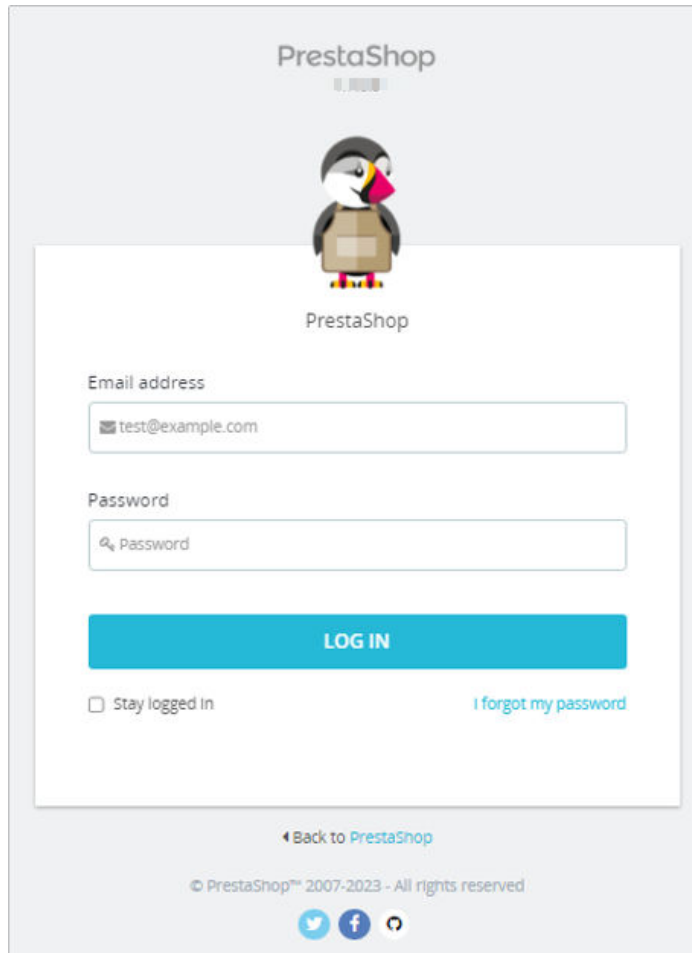 PrestaShop
PrestaShop
Email address
test@example.com
Password
Password
LOG IN
Stay logged in
I forgot my password
Back to PrestaShop
© PrestaShop™ 2007-2023 - All rights reserved